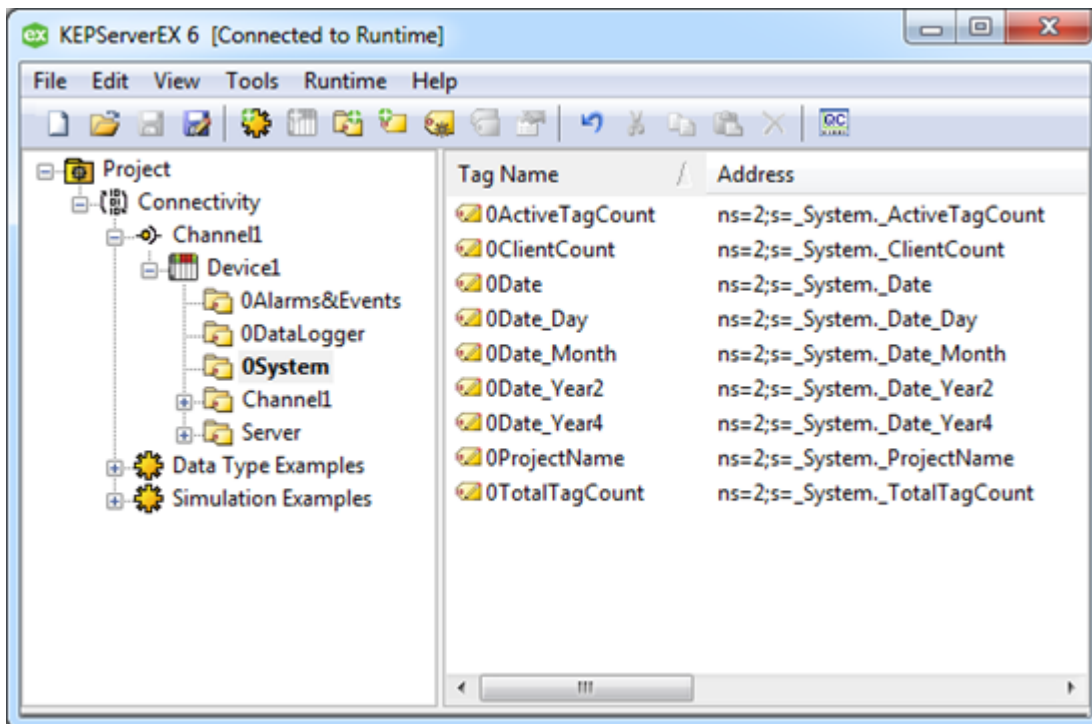 KEPServerEX 6 [Connected to Runtime]
File Edit View Tools Runtime Help
QC
Project
Connectivity
Channel1
Device1
0Alarms&Events
0DataLogger
0System
Channel1
Server
Data Type Examples
Simulation Examples
Tag Name Address
0ActiveTagCount ns=2;s=_System._ActiveTagCount
0ClientCount ns=2;s=_System._ClientCount
0Date ns=2;s=_System._Date
0Date_Day ns=2;s=_System._Date_Day
0Date_Month ns=2;s=_System._Date_Month
0Date_Year2 ns=2;s=_System._Date_Year2
0Date_Year4 ns=2;s=_System._Date_Year4
0ProjectName ns=2;s=_System._ProjectName
0TotalTagCount ns=2;s=_System._TotalTagCount